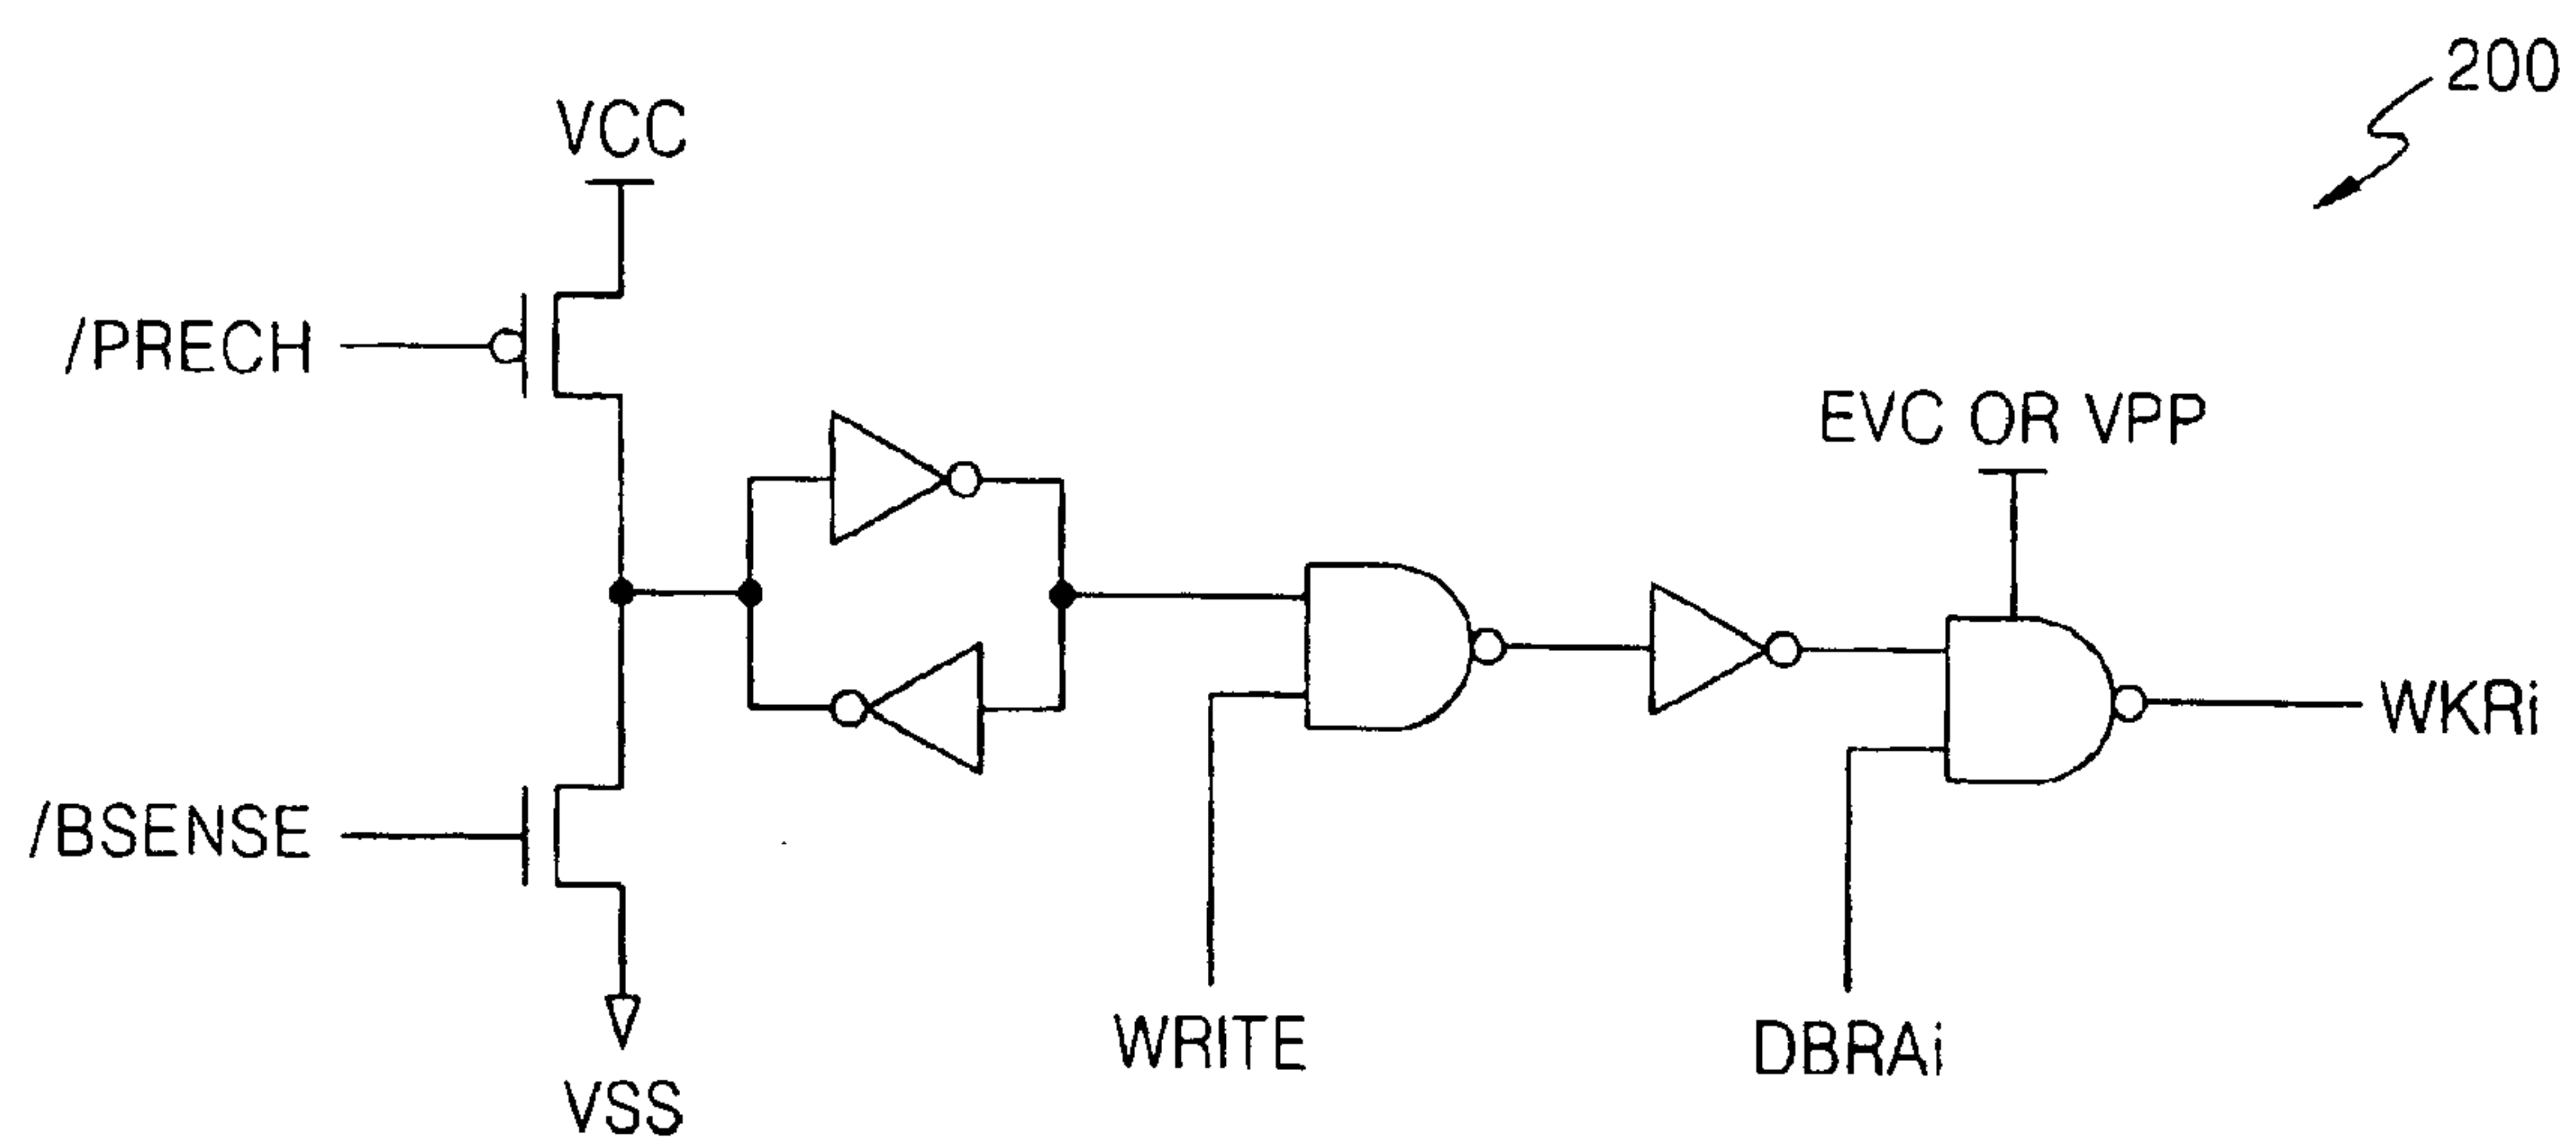 200
VCC
/PRECH
EVC OR VPP
WKRi
/BSENSE
WRITE
DBRAi
VSS